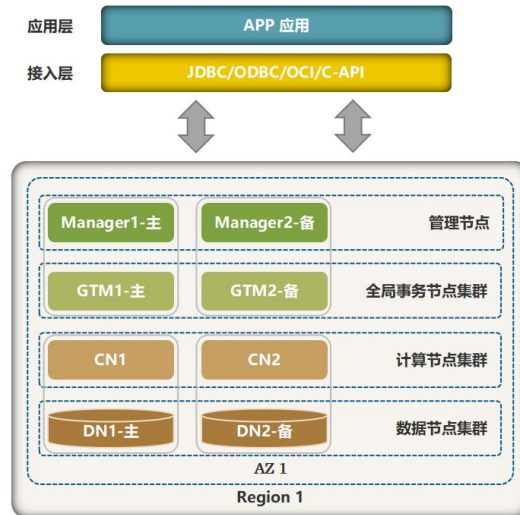 应用层 APP 应用
接入层 JDBC/ODBC/OCI/C-API
Manager1-主 Manager2-备 管理节点
GTM1-主 GTM2-备 全局事务节点集群
CN1 CN2 计算节点集群
DN1-主 DN2-备 数据节点集群
AZ 1
Region 1